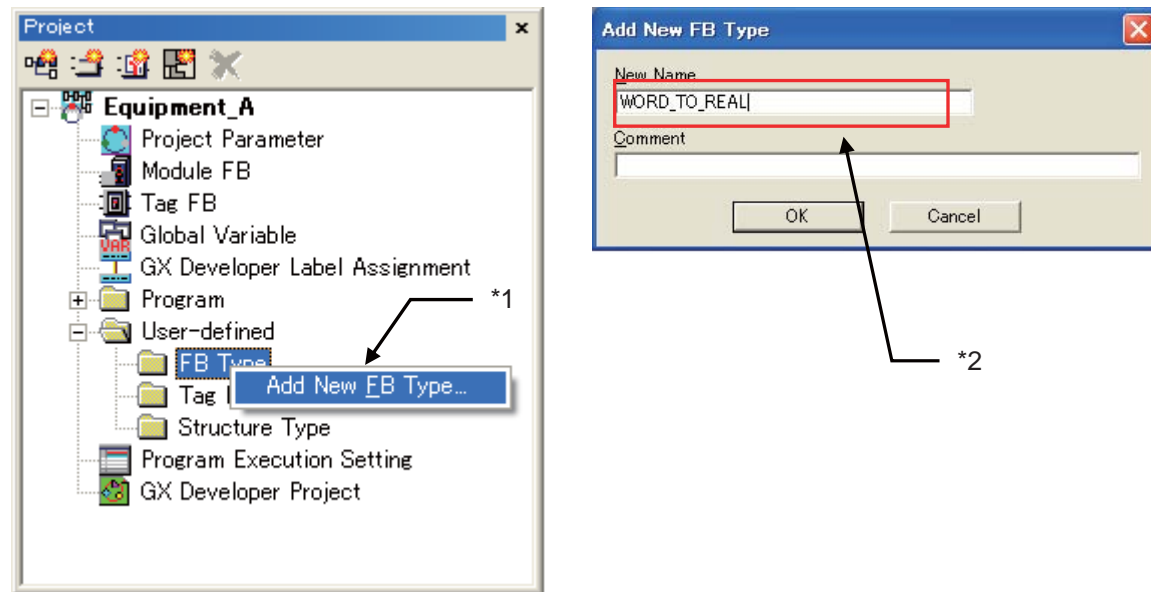 Project
Equipment_A
Project Parameter
Module FB
Tag FB
Global Variable
GX Developer Label Assignment
Program
User-defined
FB Type
Add New FB Type...
Tag
Structure Type
Program Execution Setting
GX Developer Project
*1
Add New FB Type
New Name
WORD_TO_REAL
Comment
OK Cancel
*2